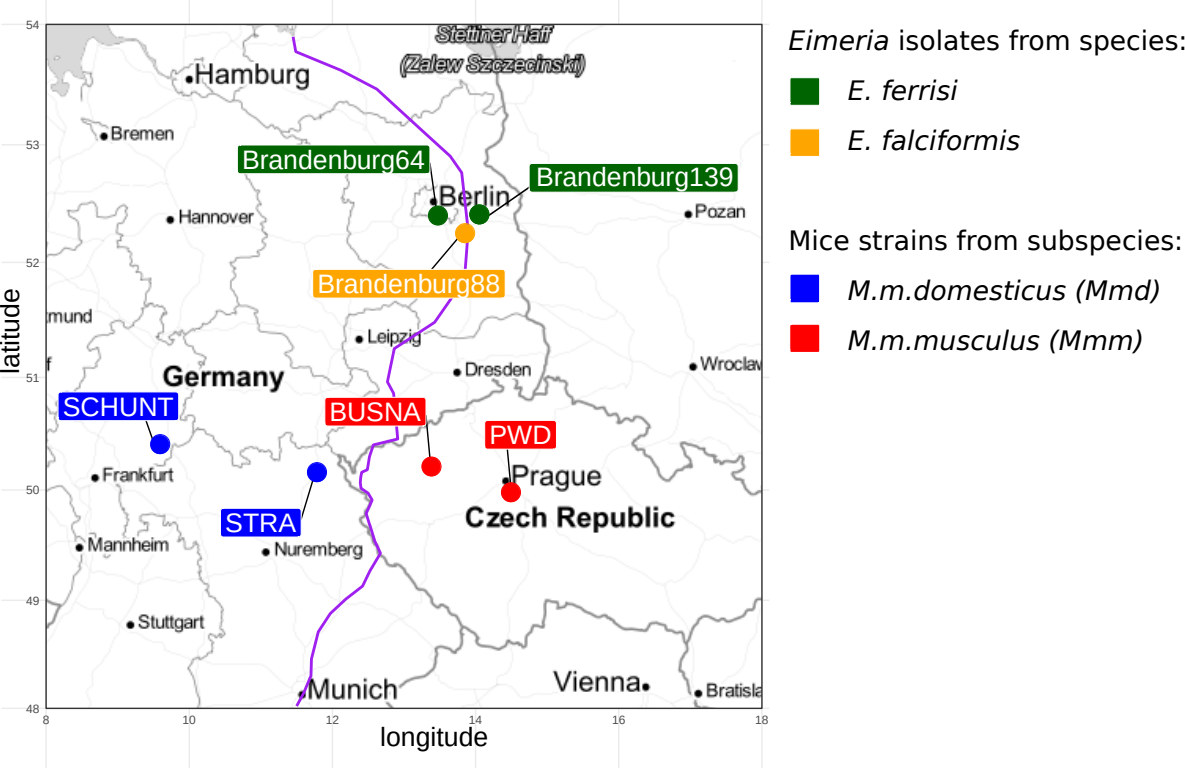 54
Stettiner Haff
(Zalew Szczecinski)
Hamburg
Bremen
53
Brandenburg64
Brandenburg139
Berlin
Hannover
Pozan
52
Brandenburg88
mund
Leipzig
f
Dresden
Wroclaw
51
Germany
SCHUNT
BUSNA
PWD
Frankfurt
Prague
50
Czech Republic
STRA
Mannheim
Nuremberg
49
Stuttgart
Munich
Vienna
Bratisla
48
8
10
12
14
16
18
longitude
latitude
Eimeria isolates from species:
E. ferrisi
E. falciformis
Mice strains from subspecies:
M.m.domesticus (Mmd)
M.m.musculus (Mmm)